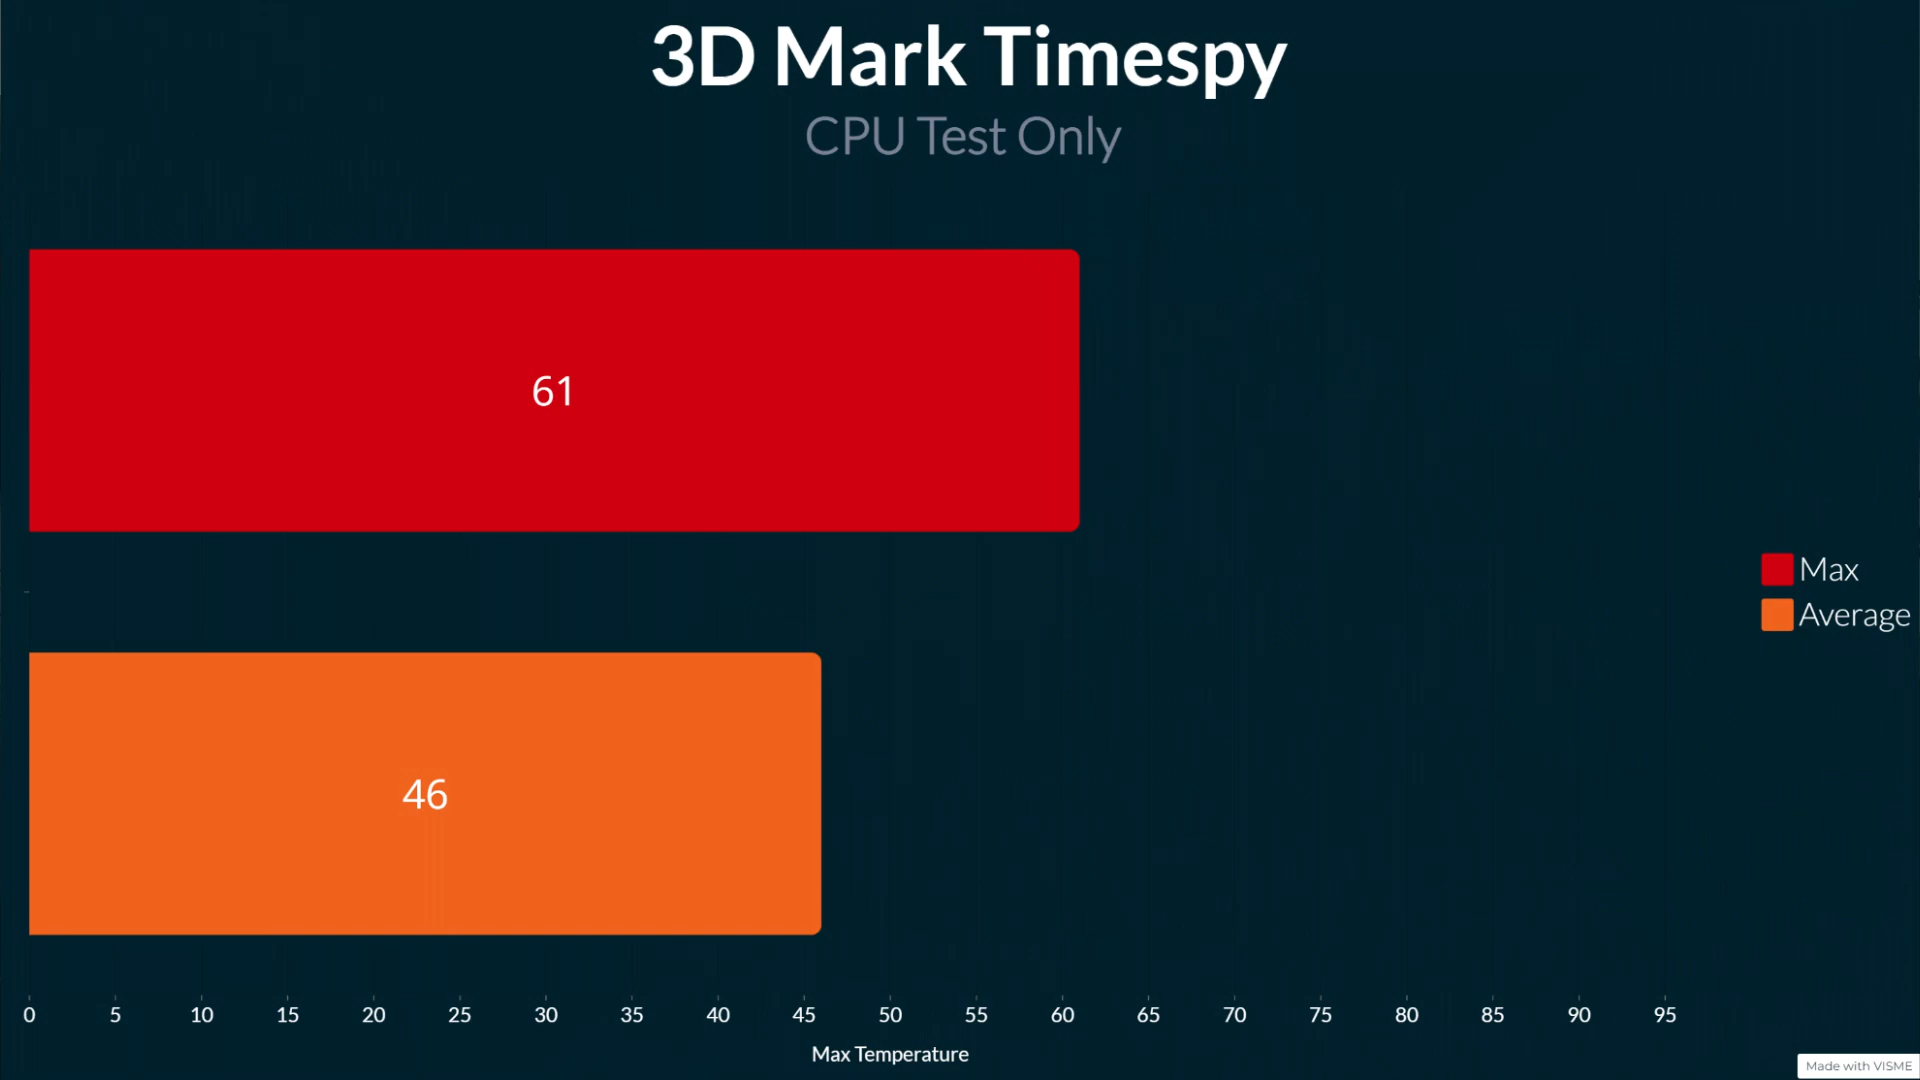 3D Mark Timespy
CPU Test Only
61
Max
Average
46
0 5 10 15 20 25 30 35 40 45 50 55 60 65 70 75 80 85 90 95
Max Temperature
Made with VISME